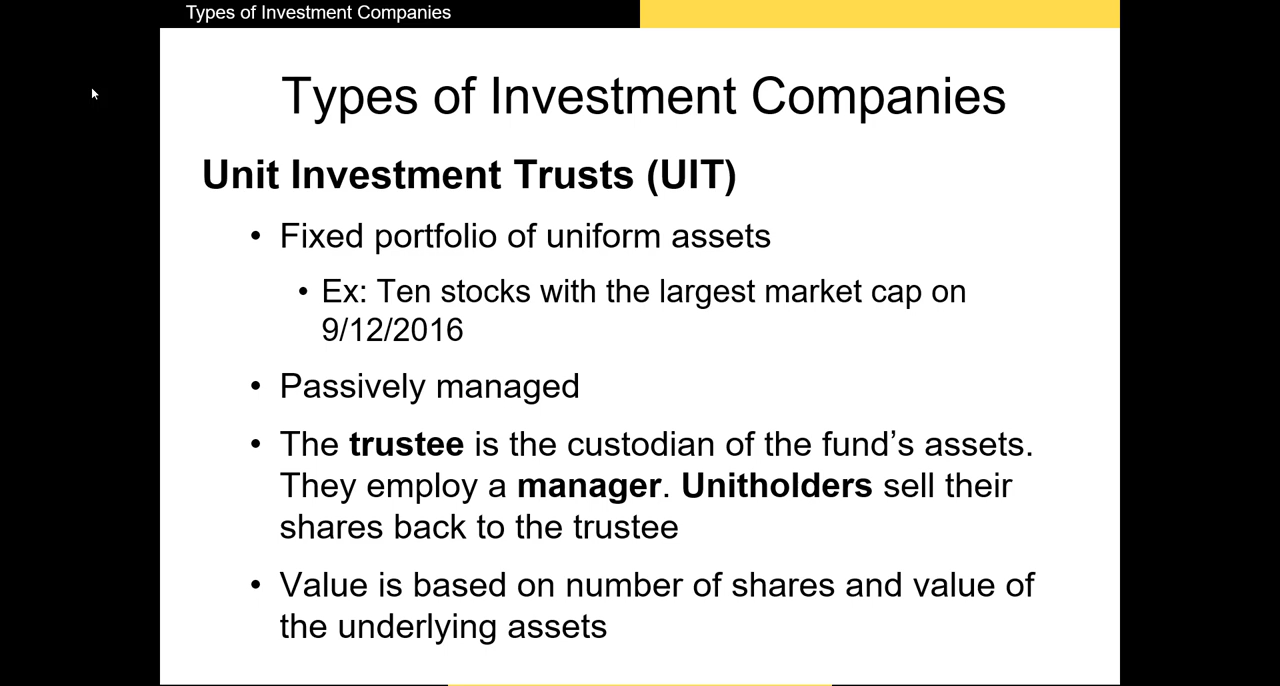 Types of Investment Companies
Types of Investment Companies
Unit Investment Trusts (UIT)
• Fixed portfolio of uniform assets
• Ex: Ten stocks with the largest market cap on
9/12/2016
• Passively managed
• The trustee is the custodian of the fund’s assets.
They employ a manager. Unitholders sell their
shares back to the trustee
• Value is based on number of shares and value of
the underlying assets